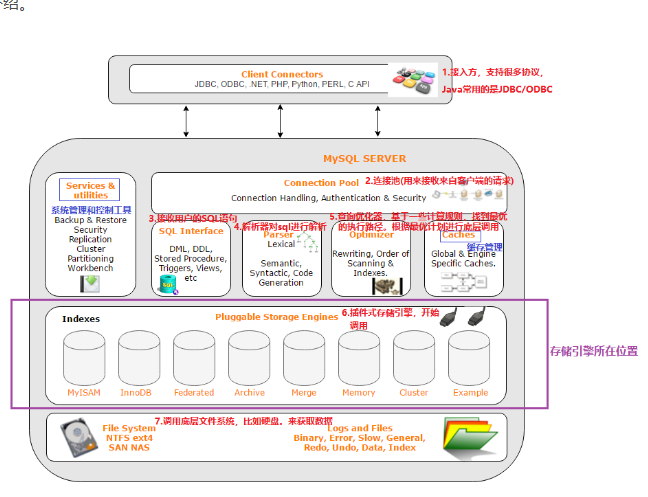 介绍。
Client Connectors
JDBC, ODBC, .NET, PHP, Python, PERL, C API
1.接入方，支持很多协议，
Java常用的是JDBC/ODBC
MySQL SERVER
Services &
utilities
系统管理和控制工具
Backup & Restore
Security
Replication
Cluster
Partitioning
Workbench
2.连接池(用来接收来自客户端的请求)
Connection Pool
Connection Handling, Authentication & Security
3.接收用户的SQL语句
SQL Interface
DML, DDL,
Stored Procedure,
Triggers, Views,
etc
SQL
4.解析器对sql进行解析
Parser
Lexical
Semantic,
Syntactic, Code
Generation
5.查询优化器，基于一些计算规则，找到最优
的执行路径。根据最优计划进行底层调用
Optimizer
Rewriting, Order of
Scanning &
Indexes.
Caches
缓存管理
Global & Engine
Specific Caches.
Indexes
Pluggable Storage Engines
6.插件式存储引擎，开始
调用
MyISAM
InnoDB
Federated
Archive
Merge
Memory
Cluster
Example
存储引擎所在位置
7.调用底层文件系统，比如硬盘。来获取数据
File System
NTFS ext4
SAN NAS
Logs and Files
Binary, Error, Slow, General,
Redo, Undo, Data, Index